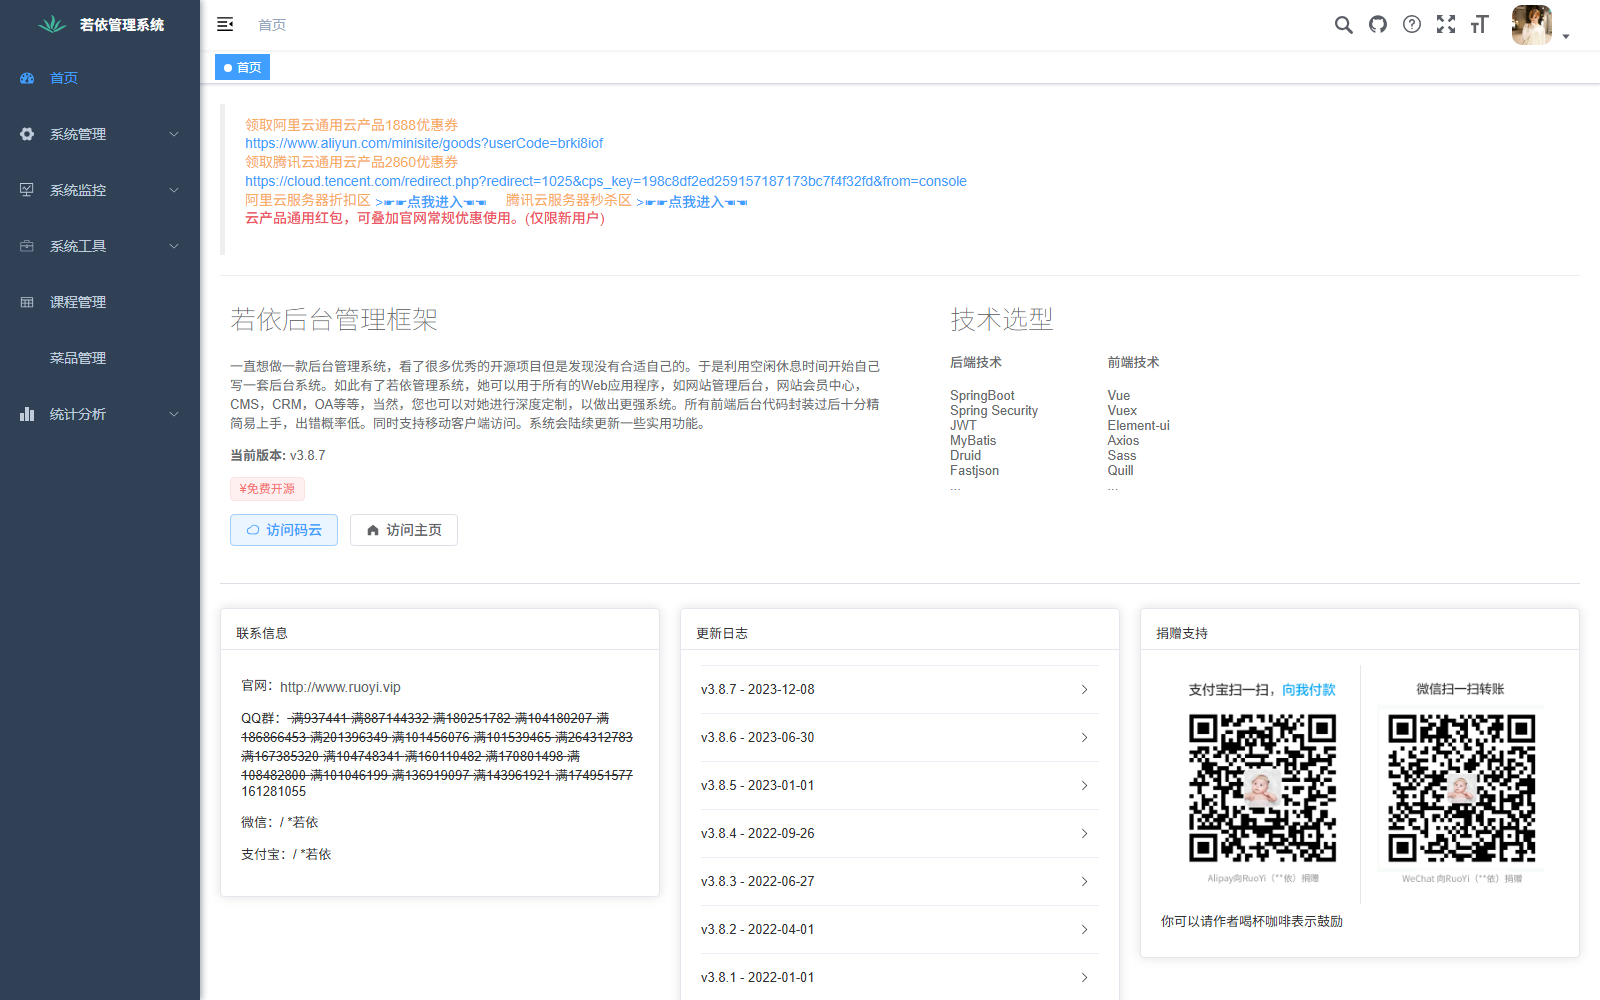 若依管理系统
首页
首页
首页
系统管理
系统监控
系统工具
课程管理
菜品管理
统计分析
领取阿里云通用云产品1888优惠券
https://www.aliyun.com/minisite/goods?userCode=brki8iof
领取腾讯云通用云产品2860优惠券
https://cloud.tencent.com/redirect.php?redirect=1025&cps_key=198c8df2ed259157187173bc7f4f32fd&from=console
阿里云服务器折扣区 >☛☛点我进入☚☚ 腾讯云服务器秒杀区 >☛☛点我进入☚☚
云产品通用红包，可叠加官网常规优惠使用。(仅限新用户)
若依后台管理框架
一直想做一款后台管理系统，看了很多优秀的开源项目但是发现没有合适自己的。于是利用空闲休息时间开始自己
写一套后台系统。如此有了若依管理系统，她可以用于所有的Web应用程序，如网站管理后台，网站会员中心，
CMS，CRM，OA等等，当然，您也可以对她进行深度定制，以做出更强系统。所有前端后台代码封装过后十分精
简易上手，出错概率低。同时支持移动客户端访问。系统会陆续更新一些实用功能。
当前版本: v3.8.7
¥免费开源
访问码云
访问主页
技术选型
后端技术
SpringBoot
Spring Security
JWT
MyBatis
Druid
Fastjson
...
前端技术
Vue
Vuex
Element-ui
Axios
Sass
Quill
...
联系信息
官网：http://www.ruoyi.vip
QQ群： 满937441 满887144332 满180251782 满104180207 满
186866453 满201396349 满101456076 满101539465 满264312783
满167385320 满104748341 满160110482 满170801498 满
108482800 满101046199 满136919097 满143961921 满174951577
161281055
微信：/ *若依
支付宝：/ *若依
更新日志
v3.8.7 - 2023-12-08
v3.8.6 - 2023-06-30
v3.8.5 - 2023-01-01
v3.8.4 - 2022-09-26
v3.8.3 - 2022-06-27
v3.8.2 - 2022-04-01
v3.8.1 - 2022-01-01
捐赠支持
支付宝扫一扫，向我付款
Alipay向RuoYi（**依）捐赠
微信扫一扫转账
WeChat 向RuoYi（**依）捐赠
你可以请作者喝杯咖啡表示鼓励